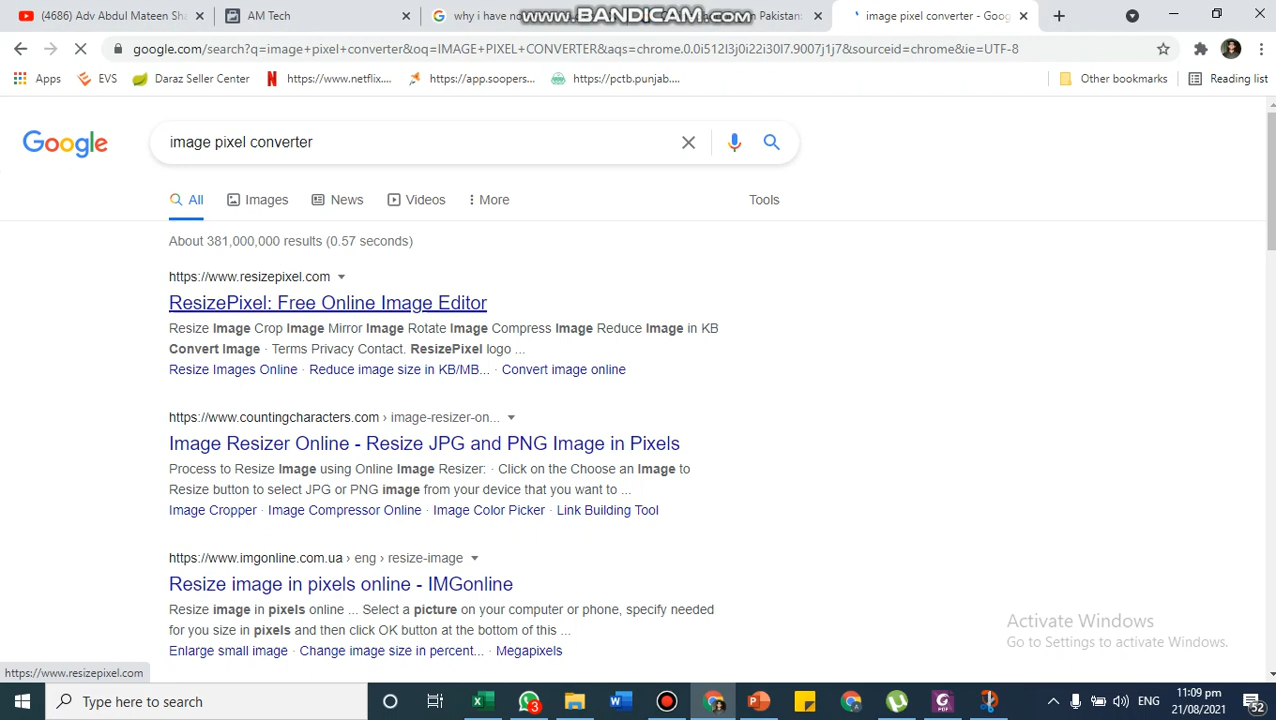 (4686) Adv Abdul Mateen Sh
AM Tech
why i have no
n Pakistan:
image pixel converter - Goog
www.BANDICAM.com
google.com/search?q=image+pixel+converter&oq=IMAGE+PIXEL+CONVERTER&aqs=chrome.0.0i512l3j0i22i30l7.9007j1j7&sourceid=chrome&ie=UTF-8
Apps
EVS
Daraz Seller Center
https://www.netflix....
https://app.soopers...
https://pctb.punjab....
Other bookmarks
Reading list
Google
image pixel converter
All
Images
News
Videos
More
Tools
About 381,000,000 results (0.57 seconds)
https://www.resizepixel.com
ResizePixel: Free Online Image Editor
Resize Image Crop Image Mirror Image Rotate Image Compress Image Reduce Image in KB
Convert Image · Terms Privacy Contact. ResizePixel logo ...
Resize Images Online · Reduce image size in KB/MB... · Convert image online
https://www.countingcharacters.com › image-resizer-on...
Image Resizer Online - Resize JPG and PNG Image in Pixels
Process to Resize Image using Online Image Resizer: · Click on the Choose an Image to
Resize button to select JPG or PNG image from your device that you want to ...
Image Cropper · Image Compressor Online · Image Color Picker · Link Building Tool
https://www.imgonline.com.ua › eng › resize-image
Resize image in pixels online - IMGonline
Resize image in pixels online ... Select a picture on your computer or phone, specify needed
for you size in pixels and then click OK button at the bottom of this ...
Enlarge small image · Change image size in percent... · Megapixels
Activate Windows
Go to Settings to activate Windows.
https://www.resizepixel.com
Type here to search
3
ENG
11:09 pm
21/08/2021
52